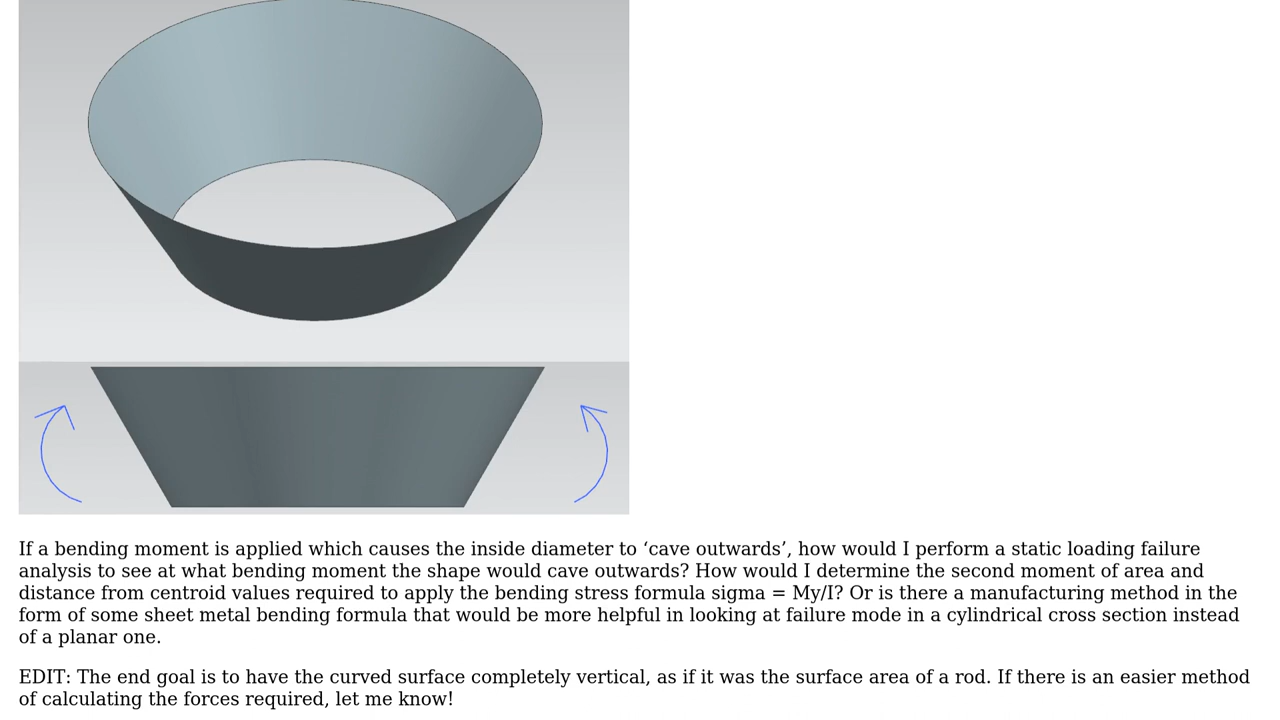 If a bending moment is applied which causes the inside diameter to ‘cave outwards’, how would I perform a static loading failure
analysis to see at what bending moment the shape would cave outwards? How would I determine the second moment of area and
distance from centroid values required to apply the bending stress formula sigma = My/I? Or is there a manufacturing method in the
form of some sheet metal bending formula that would be more helpful in looking at failure mode in a cylindrical cross section instead
of a planar one.
EDIT: The end goal is to have the curved surface completely vertical, as if it was the surface area of a rod. If there is an easier method
of calculating the forces required, let me know!